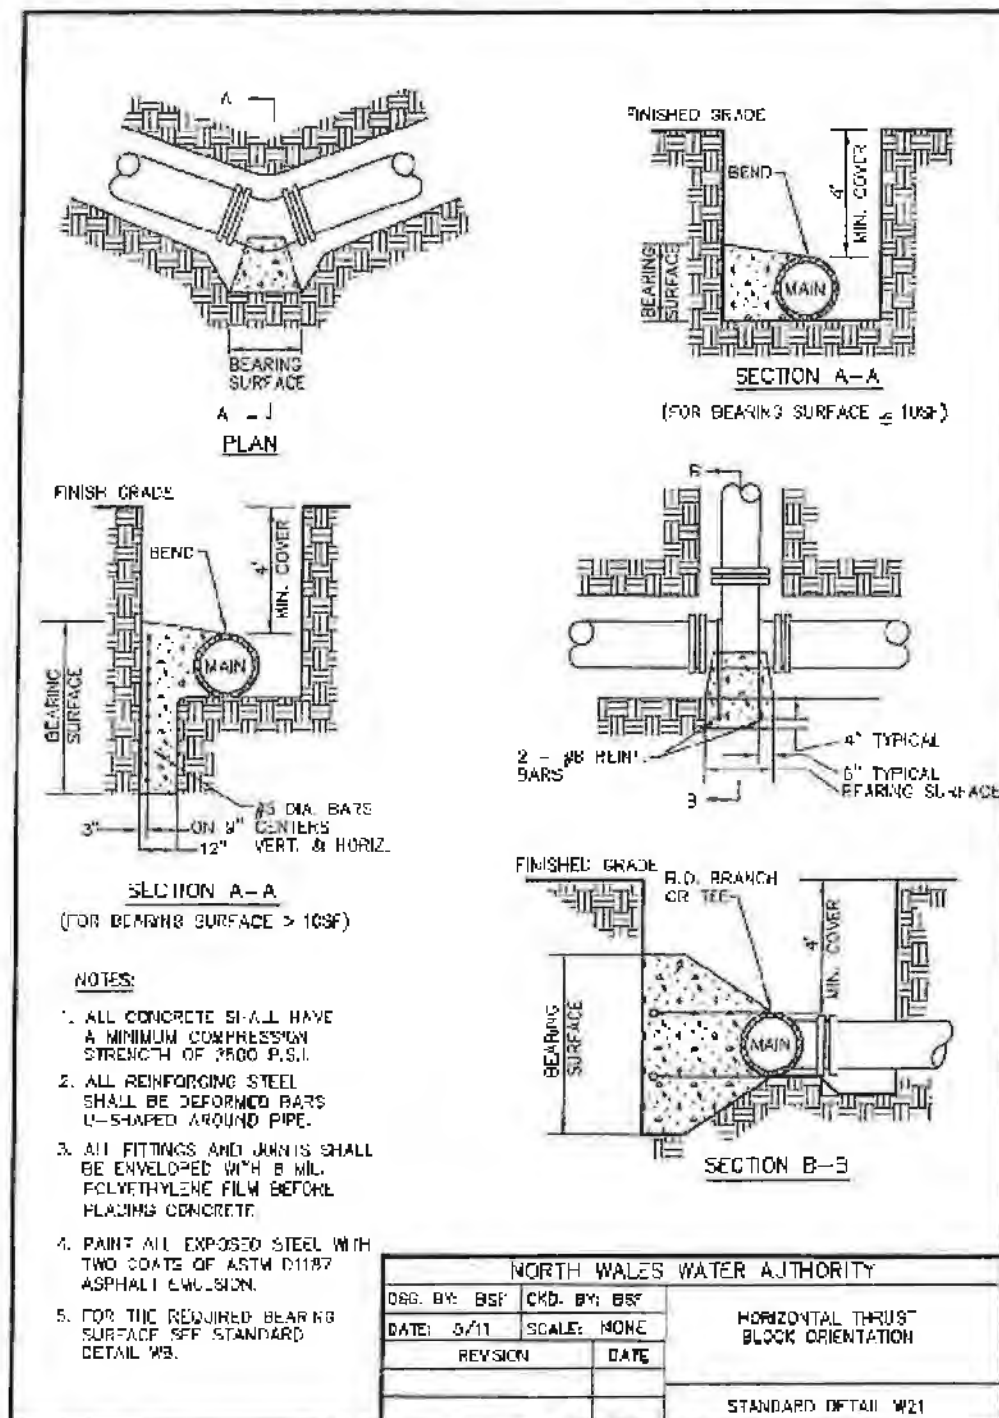 A
FINISHED GRADE
BEND
4'
MIN. COVER
BEARING
SURFACE
MAIN
BEARING
SURFACE
A
PLAN
SECTION A-A
(FOR BEARING SURFACE ≤ 10SF)
FINISH GRADE
BEND
4'
MIN. COVER
MAIN
BEARING
SURFACE
DIA. BARS
3"
ON 9" CENTERS
12"
VERT. & HORIZ.
SECTION A-A
(FOR BEARING SURFACE > 10SF)
B
2 - REINF.
BARS
4" TYPICAL
6" TYPICAL
BEARING SURFACE
B
FINISHED GRADE
BRANCH
OR TEE
4'
MIN. COVER
BEARING
SURFACE
MAIN
SECTION B-B
NOTES:
1. ALL CONCRETE SHALL HAVE
A MINIMUM COMPRESSION
STRENGTH OF P.S.I.
2. ALL REINFORCING STEEL
SHALL BE DEFORMED BARS
U-SHAPED AROUND PIPE.
3. ALL FITTINGS AND JOINTS SHALL
BE ENVELOPED WITH 8 MIL.
POLYETHYLENE FILM BEFORE
PLACING CONCRETE
4. PAINT ALL EXPOSED STEEL WITH
TWO COATS OF ASTM D1187
ASPHALT EMULSION.
5. FOR THE REQUIRED BEARING
SURFACE SEE STANDARD
DETAIL
NORTH WALES WATER AUTHORITY
BY: BSF CKD. BY: BSF
DATE: 5/11 SCALE: NONE
REVISION DATE
HORIZONTAL THRUST
BLOCK ORIENTATION
STANDARD DETAIL W21